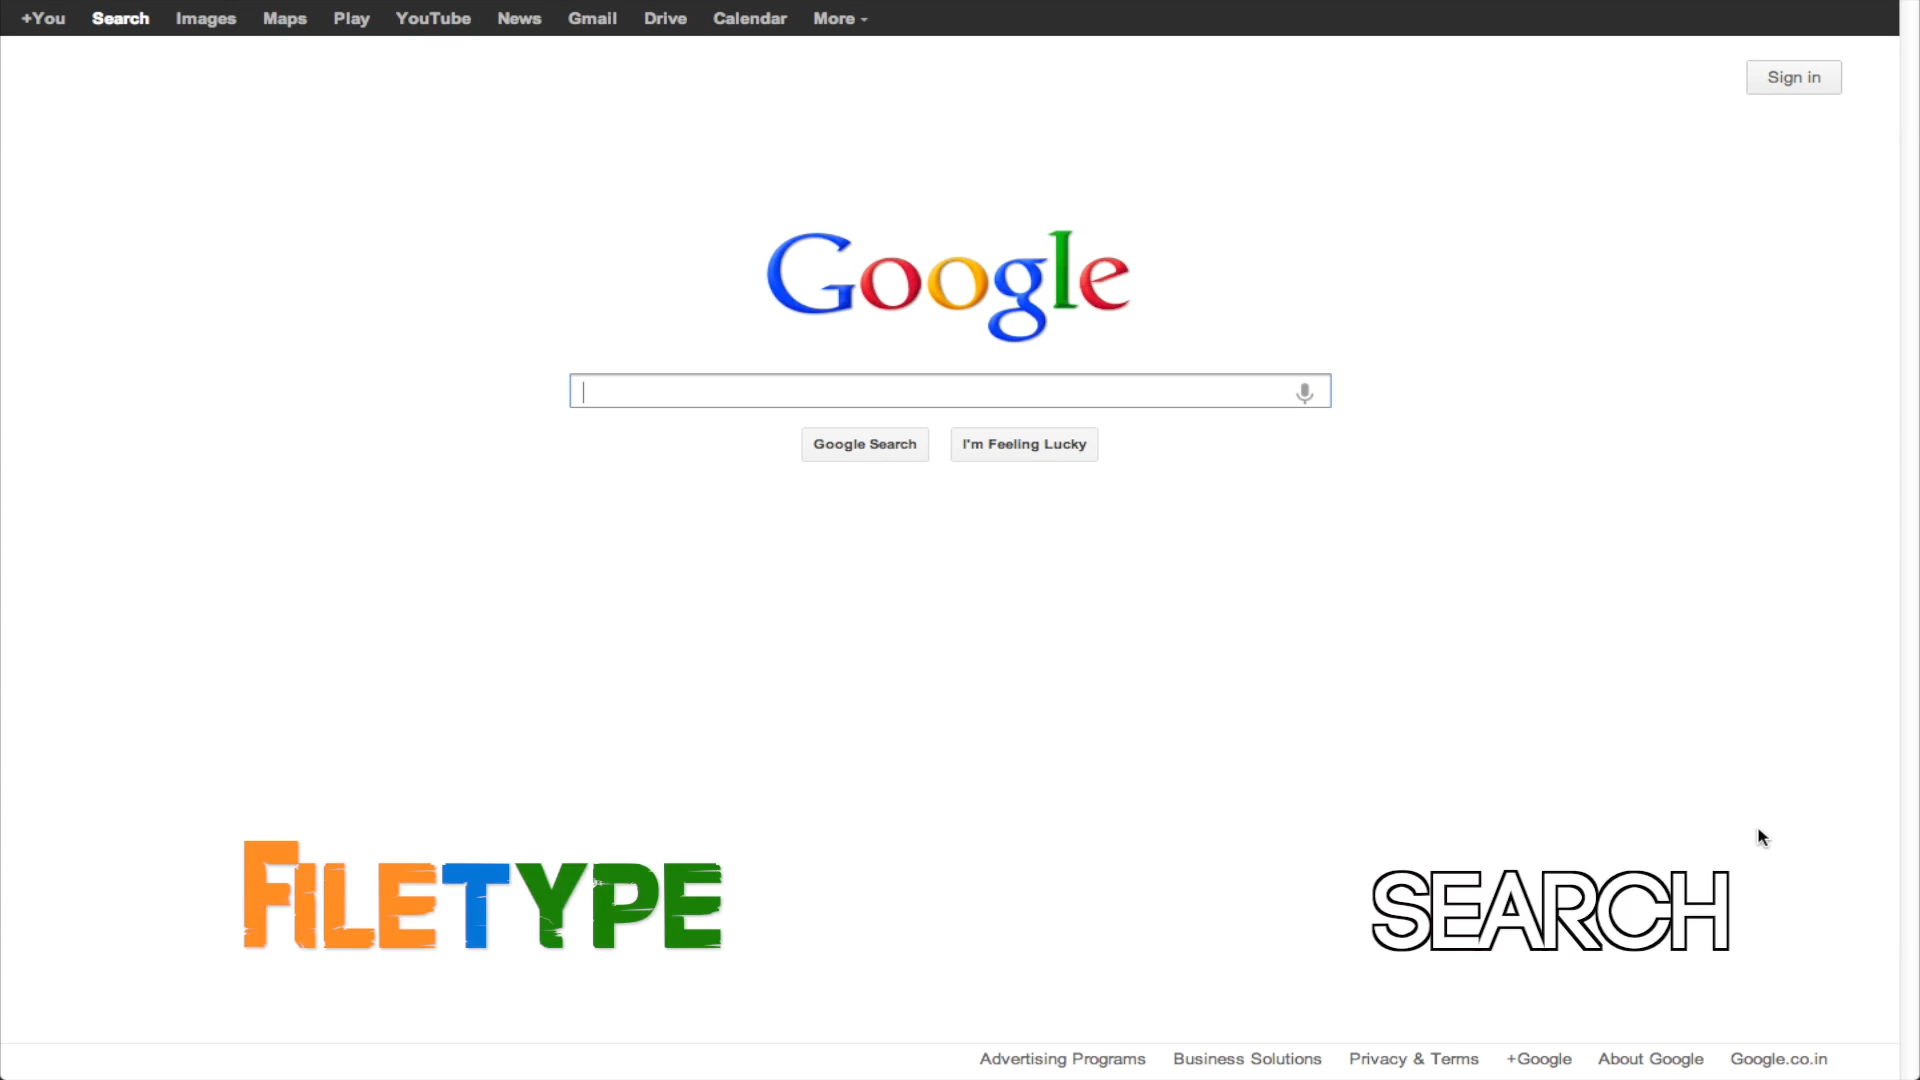 +You Search Images Maps Play YouTube News Gmail Drive Calendar More
Sign in
Google
Google Search I'm Feeling Lucky
FILETYPE SEARCH
Advertising Programs Business Solutions Privacy & Terms +Google About Google Google.co.in